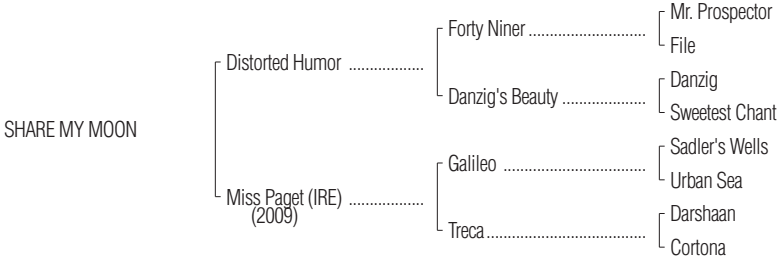 Mr. Prospector
Forty Niner ............................
File
Distorted Humor ..................
Danzig
Danzig's Beauty ....................
Sweetest Chant
SHARE MY MOON
Sadler's Wells
Galileo ..................................
Urban Sea
Miss Paget (IRE) ..................
(2009)
Darshaan
Treca ......................................
Cortona